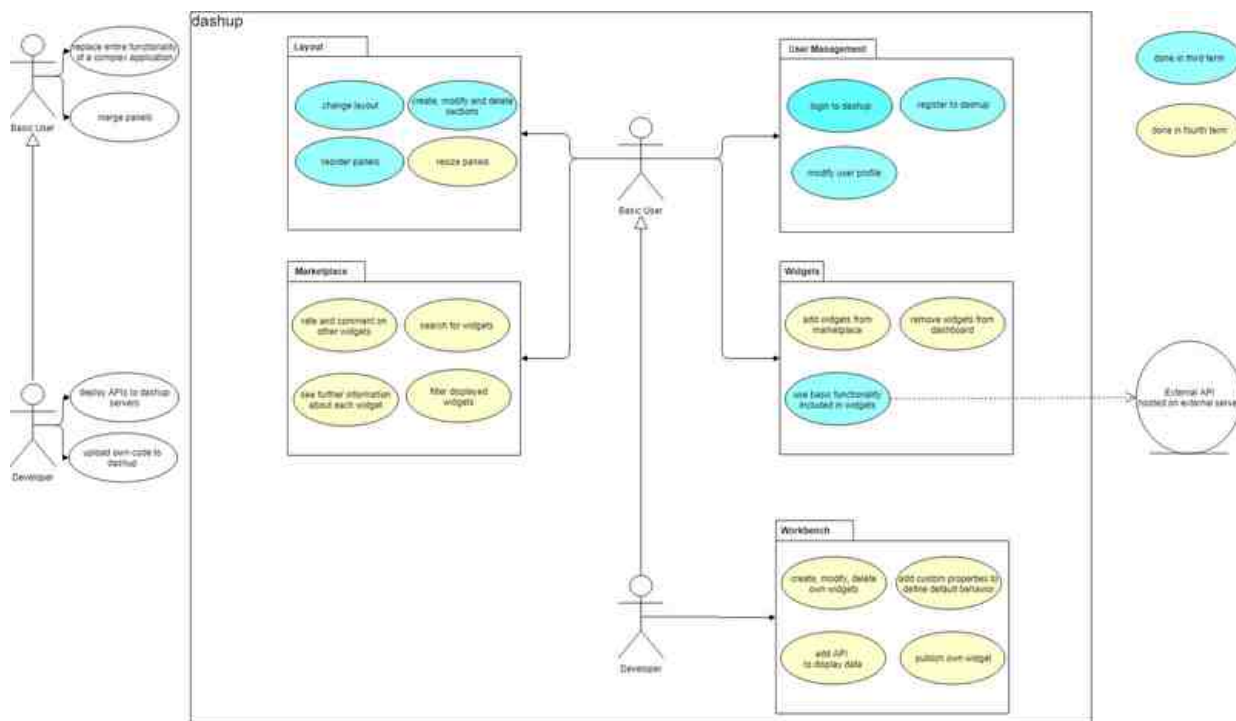 dashup
replace entire functionality
of a complex application
merge panels
Basic User
deploy APIs to dashup
servers
upload own code to
dashup
Developer
Layout
change layout
create, modify and delete
sections
reorder panels
resize panels
User Management
login to dashup
register to dashup
modify user profile
Basic User
Marketplace
rate and comment on
other widgets
search for widgets
see further information
about each widget
filter displayed
widgets
Widgets
add widgets from
marketplace
remove widgets from
dashboard
use basic functionality
included in widgets
Workbench
create, modify, delete
own widgets
add custom properties to
define default behavior
add API
to display data
publish own widget
Developer
done in third term
done in fourth term
External API
hosted on external server